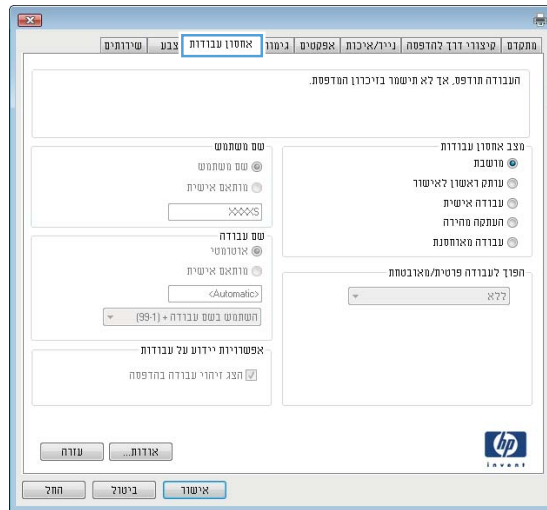 מתקדם
קיצורי דרך להדפסה
נייר/איכות
אפקטים
גימור
אחסון עבודות
צבע
שירותים
העבודה תודפס, אך לא תישמר בזיכרון המדפסת.
מצב אחסון עבודות
מושבת
עותק ראשון לאישור
עבודה אישית
העתקה מהירה
עבודה מאוחסנת
הפוך לעבודה פרטית/מאובטחת
ללא
שם משתמש
שם משתמש
מותאם אישית
XXXXS
שם עבודה
אוטומטי
מותאם אישית
<Automatic>
השתמש בשם עבודה + (99-1)
אפשרויות יידוע על עבודות
הצג זיהוי עבודה בהדפסה
hp
invent
אודות...
עזרה
אישור
ביטול
החל